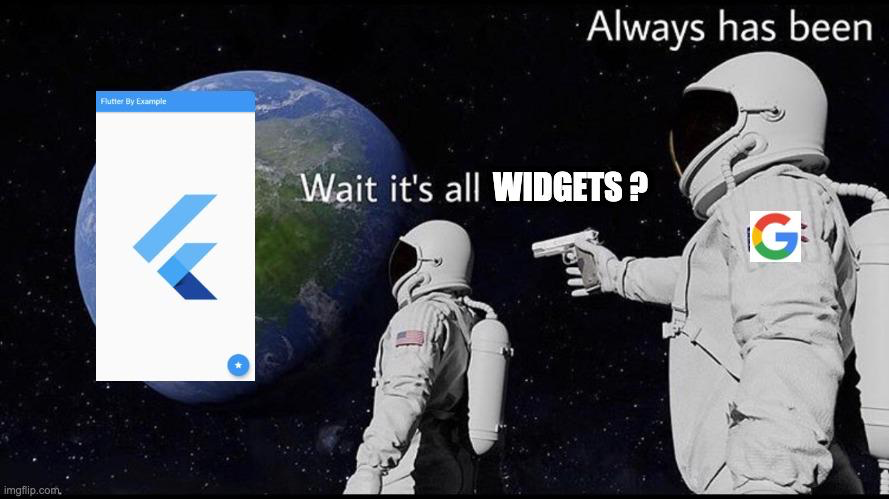 Always has been
Flutter By Example
Wait it's all WIDGETS ?
G
imgflip.com